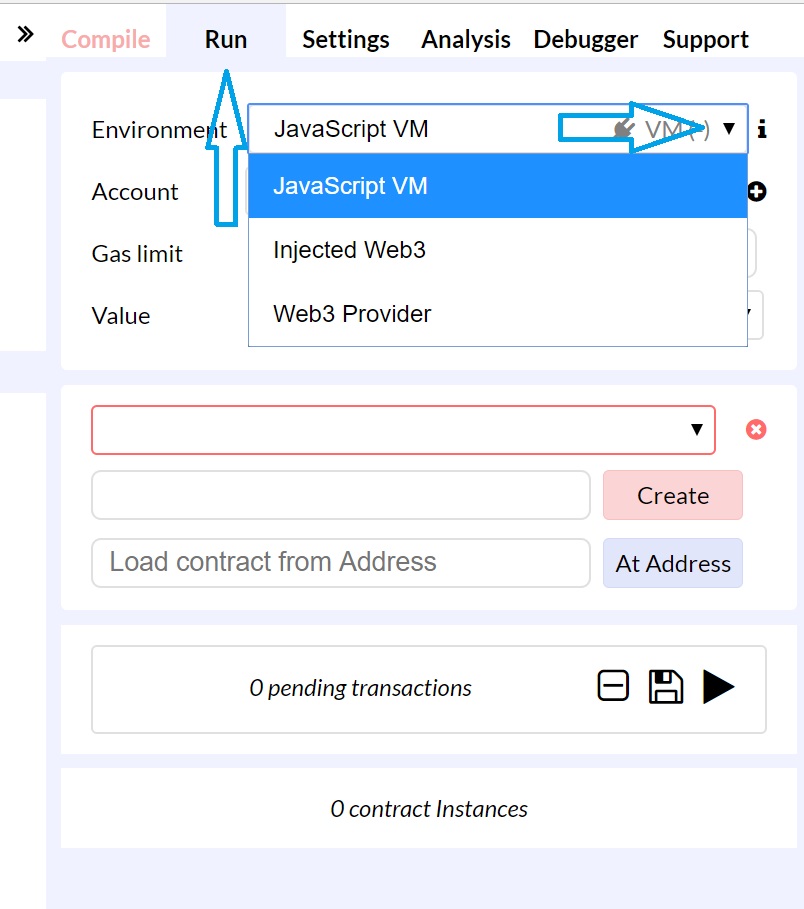 Compile Run Settings Analysis Debugger Support
Environment JavaScript VM VM (-)
JavaScript VM
Account
Injected Web3
Gas limit
Web3 Provider
Value
Create
Load contract from Address At Address
0 pending transactions
0 contract Instances